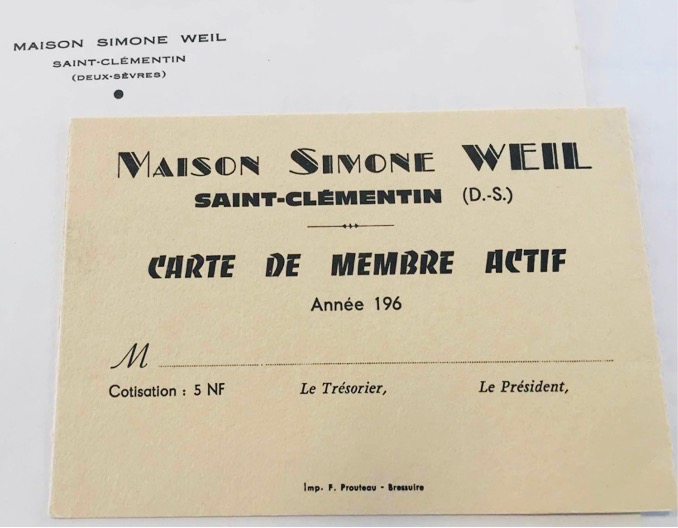 MAISON SIMONE WEIL
SAINT-CLÉMENTIN
(DEUX-SÈVRES)
MAISON SIMONE WEIL
SAINT-CLÉMENTIN (D.-S.)
CARTE DE MEMBRE ACTIF
Année 196
M
Cotisation : 5 NF Le Trésorier, Le Président,
Imp. F. Prouteau - Bressuire